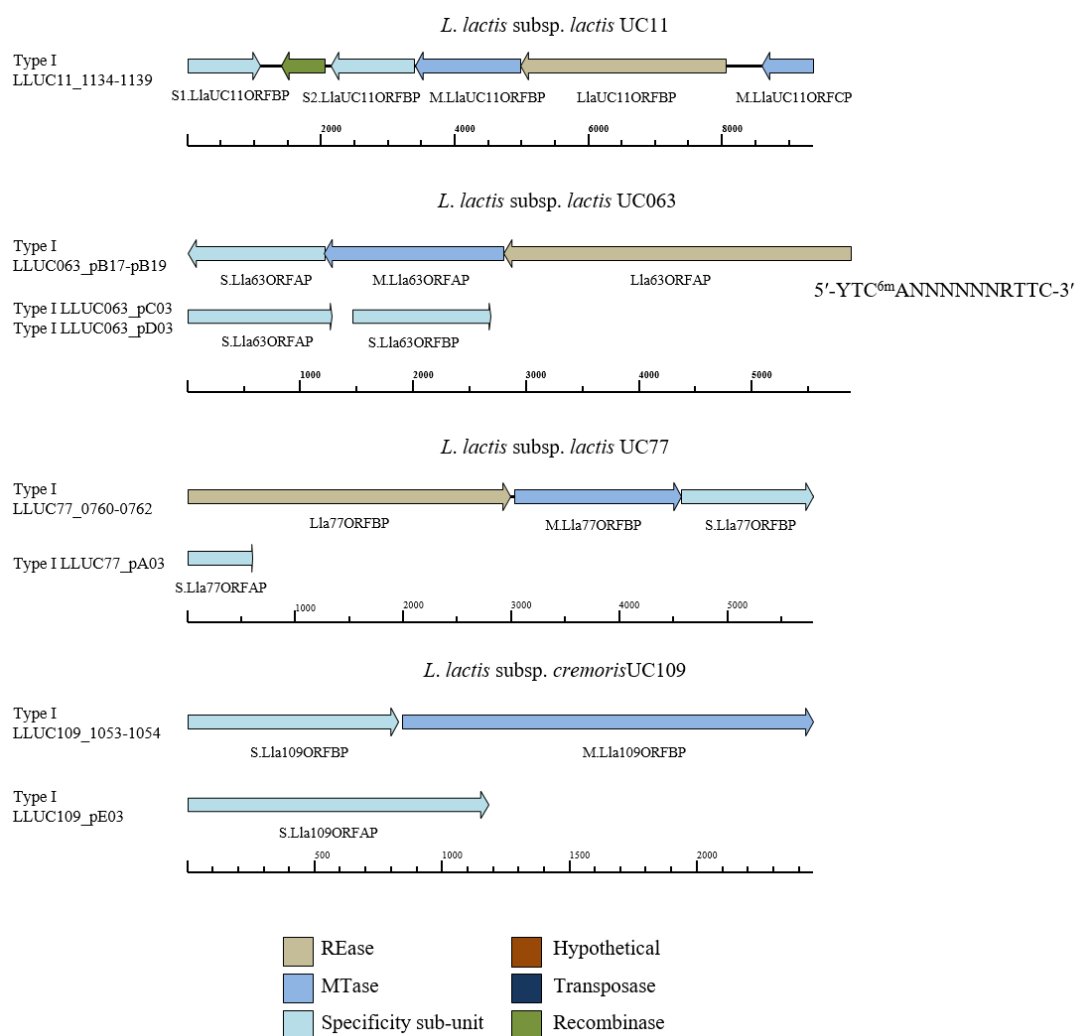 L. lactis subsp. lactis UC11
Type I
LLUC11_1134-1139
S1.LlaUC11ORFBP S2.LlaUC11ORFBP M.LlaUC11ORFBP LlaUC11ORFBP M.LlaUC11ORFCP
2000 4000 6000 8000
L. lactis subsp. lactis UC063
Type I
LLUC063_pB17-pB19
S.Lla63ORFAP M.Lla63ORFAP Lla63ORFAP
5′-YTC⁶ᵐANNNNNNRTTC-3′
Type I LLUC063_pC03
Type I LLUC063_pD03
S.Lla63ORFAP S.Lla63ORFBP
1000 2000 3000 4000 5000
L. lactis subsp. lactis UC77
Type I
LLUC77_0760-0762
Lla77ORFBP M.Lla77ORFBP S.Lla77ORFBP
Type I LLUC77_pA03
S.Lla77ORFAP
1000 2000 3000 4000 5000
L. lactis subsp. cremorisUC109
Type I
LLUC109_1053-1054
S.Lla109ORFBP M.Lla109ORFBP
Type I
LLUC109_pE03
S.Lla109ORFAP
500 1000 1500 2000
REase Hypothetical
MTase Transposase
Specificity sub-unit Recombinase